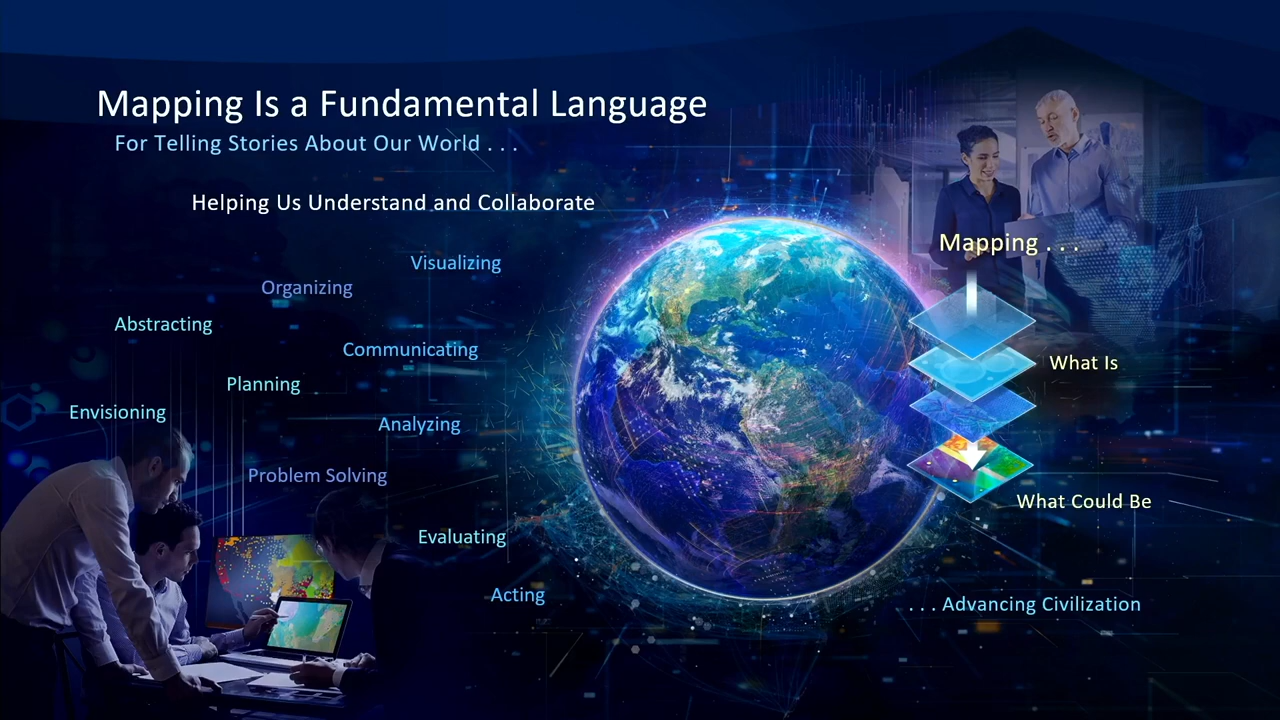 Mapping Is a Fundamental Language
For Telling Stories About Our World . . .
Helping Us Understand and Collaborate
Visualizing
Organizing
Abstracting
Communicating
Planning
Envisioning
Analyzing
Problem Solving
Evaluating
Acting
Mapping . . .
What Is
What Could Be
. . . Advancing Civilization